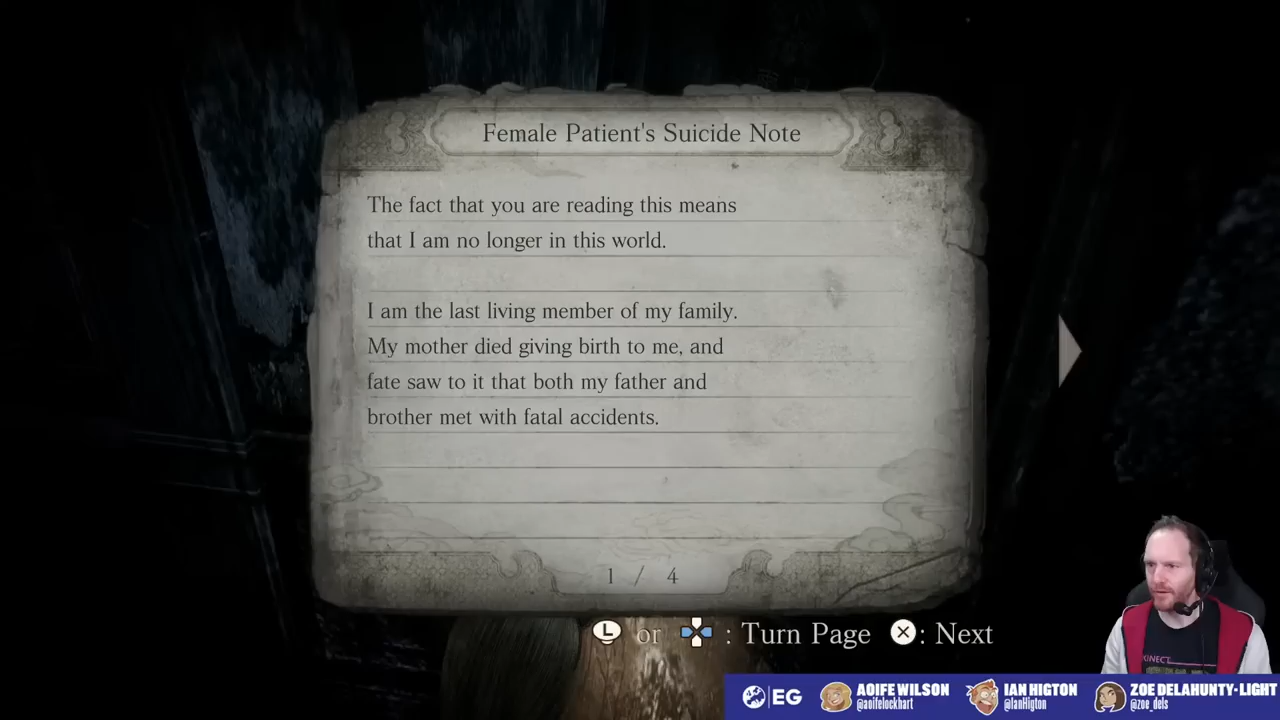 Female Patient's Suicide Note
The fact that you are reading this means
that I am no longer in this world.
I am the last living member of my family.
My mother died giving birth to me, and
fate saw to it that both my father and
brother met with fatal accidents.
1 / 4
L or : Turn Page X : Next
KINECT
EG AOIFE WILSON IAN HIGTON ZOE DELAHUNTY-LIGHT
@aoifelockhart @IanHigton @zoe_dels